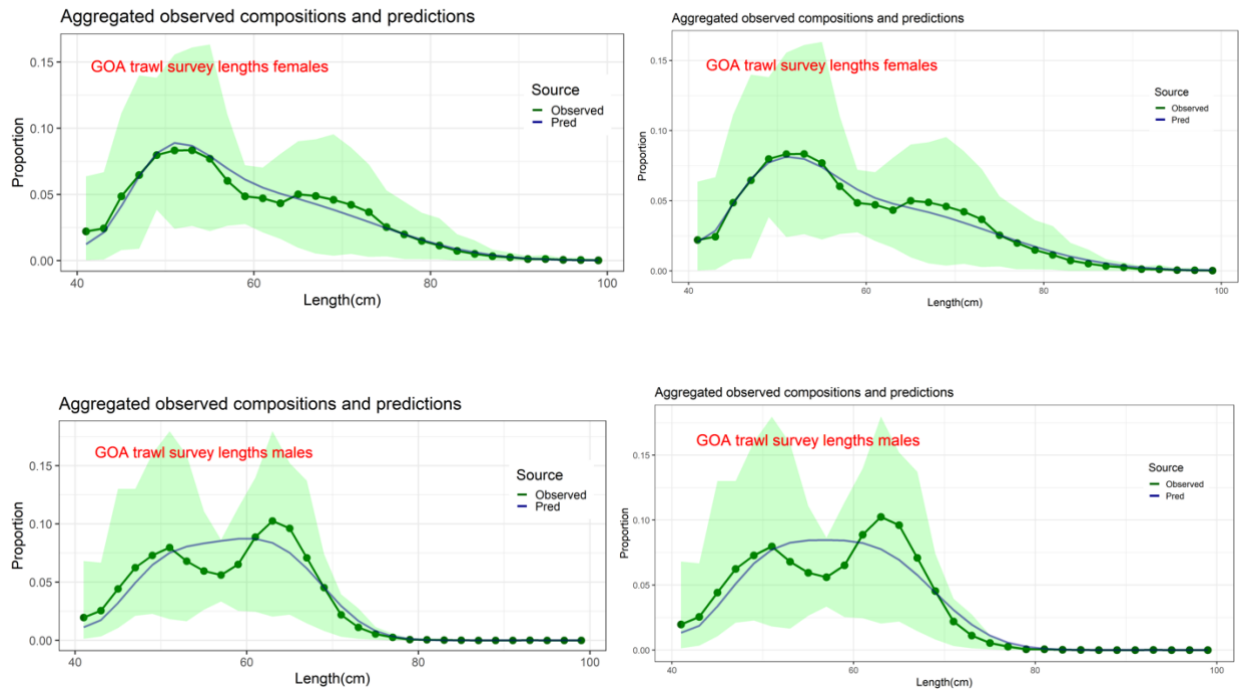 Aggregated observed compositions and predictions
GOA trawl survey lengths females
Source
Observed
Pred
Proportion
0.15
0.10
0.05
0.00
40
60
80
100
Length(cm)
Aggregated observed compositions and predictions
GOA trawl survey lengths females
Source
Observed
Pred
Proportion
0.15
0.10
0.05
0.00
40
60
80
100
Length(cm)
Aggregated observed compositions and predictions
GOA trawl survey lengths males
Source
Observed
Pred
Proportion
0.15
0.10
0.05
0.00
40
60
80
100
Length(cm)
Aggregated observed compositions and predictions
GOA trawl survey lengths males
Source
Observed
Pred
Proportion
0.15
0.10
0.05
0.00
40
60
80
100
Length(cm)